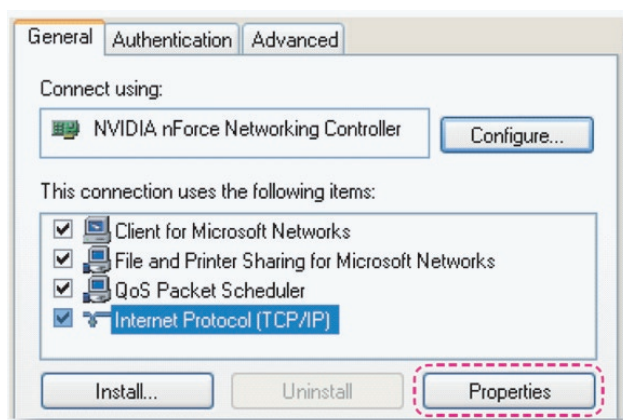 General Authentication Advanced
Connect using:
NVIDIA nForce Networking Controller Configure...
This connection uses the following items:
Client for Microsoft Networks
File and Printer Sharing for Microsoft Networks
QoS Packet Scheduler
Internet Protocol (TCP/IP)
Install... Uninstall Properties